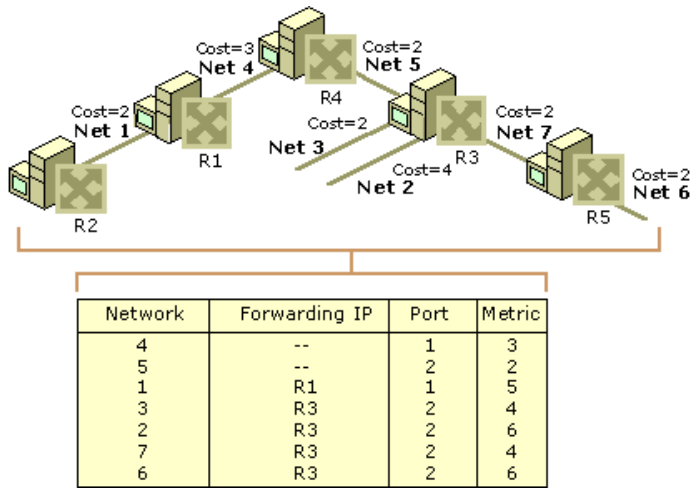 Cost=3
Net 4
Cost=2
Net 5
R4
Cost=2
Net 1
R1
Cost=2
Net 3
Cost=2
Net 7
R3
Cost=4
Net 2
Cost=2
Net 6
R2
R5
Network Forwarding IP Port Metric
4 -- 1 3
5 -- 2 2
1 R1 1 5
3 R3 2 4
2 R3 2 6
7 R3 2 4
6 R3 2 6